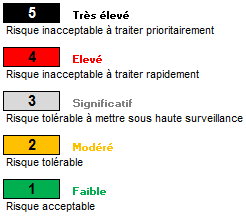 5 Très élevé
Risque inacceptable à traiter prioritairement
4 Elevé
Risque inacceptable à traiter rapidement
3 Significatif
Risque tolérable à mettre sous haute surveillance
2 Modéré
Risque tolérable
1 Faible
Risque acceptable